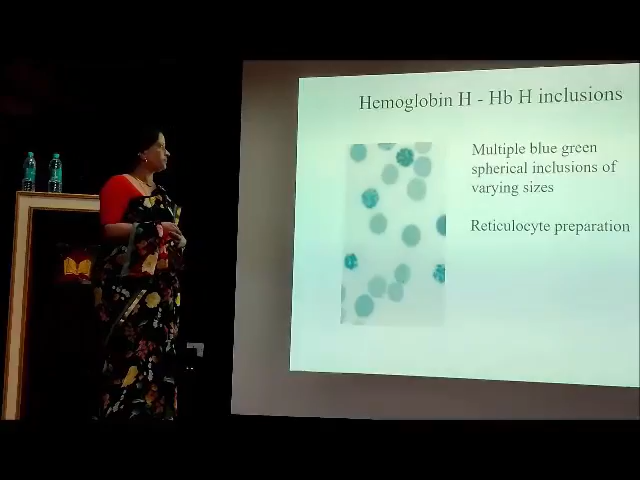 Hemoglobin H - Hb H inclusions
Multiple blue green
spherical inclusions of
varying sizes
Reticulocyte preparation